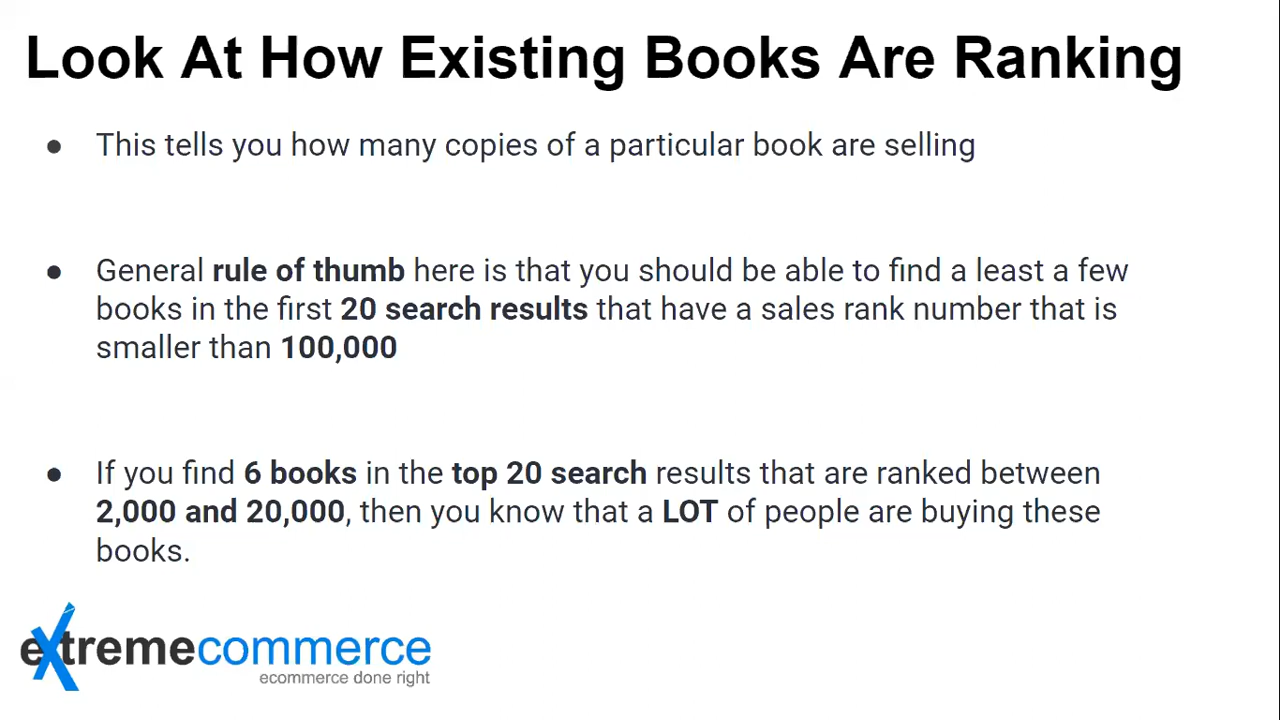 Look At How Existing Books Are Ranking
● This tells you how many copies of a particular book are selling
● General rule of thumb here is that you should be able to find a least a few
books in the first 20 search results that have a sales rank number that is
smaller than 100,000
● If you find 6 books in the top 20 search results that are ranked between
2,000 and 20,000, then you know that a LOT of people are buying these
books.
extremecommerce
ecommerce done right